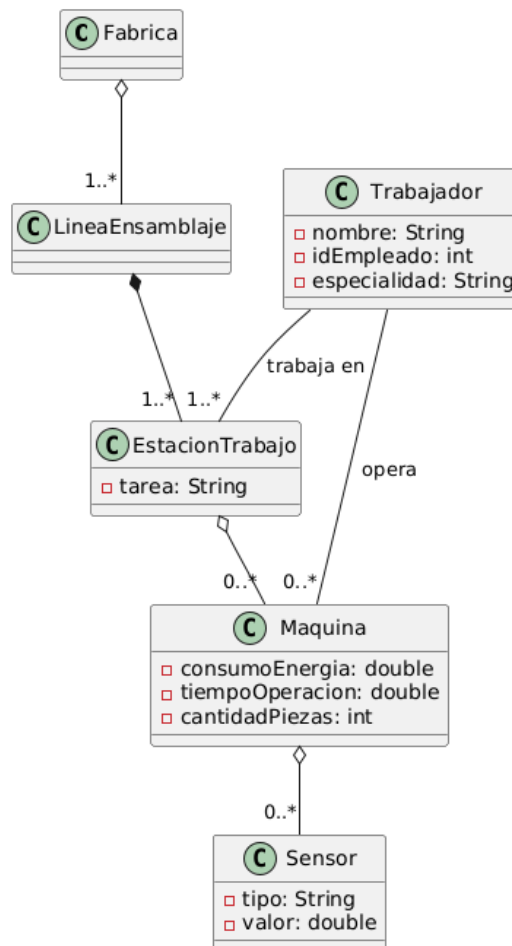 C Fabrica
1..*
C LineaEnsamblaje
C Trabajador
nombre: String
idEmpleado: int
especialidad: String
trabaja en
1..* 1..*
C EstacionTrabajo
tarea: String
opera
0..* 0..*
C Maquina
consumoEnergia: double
tiempoOperacion: double
cantidadPiezas: int
0..*
C Sensor
tipo: String
valor: double